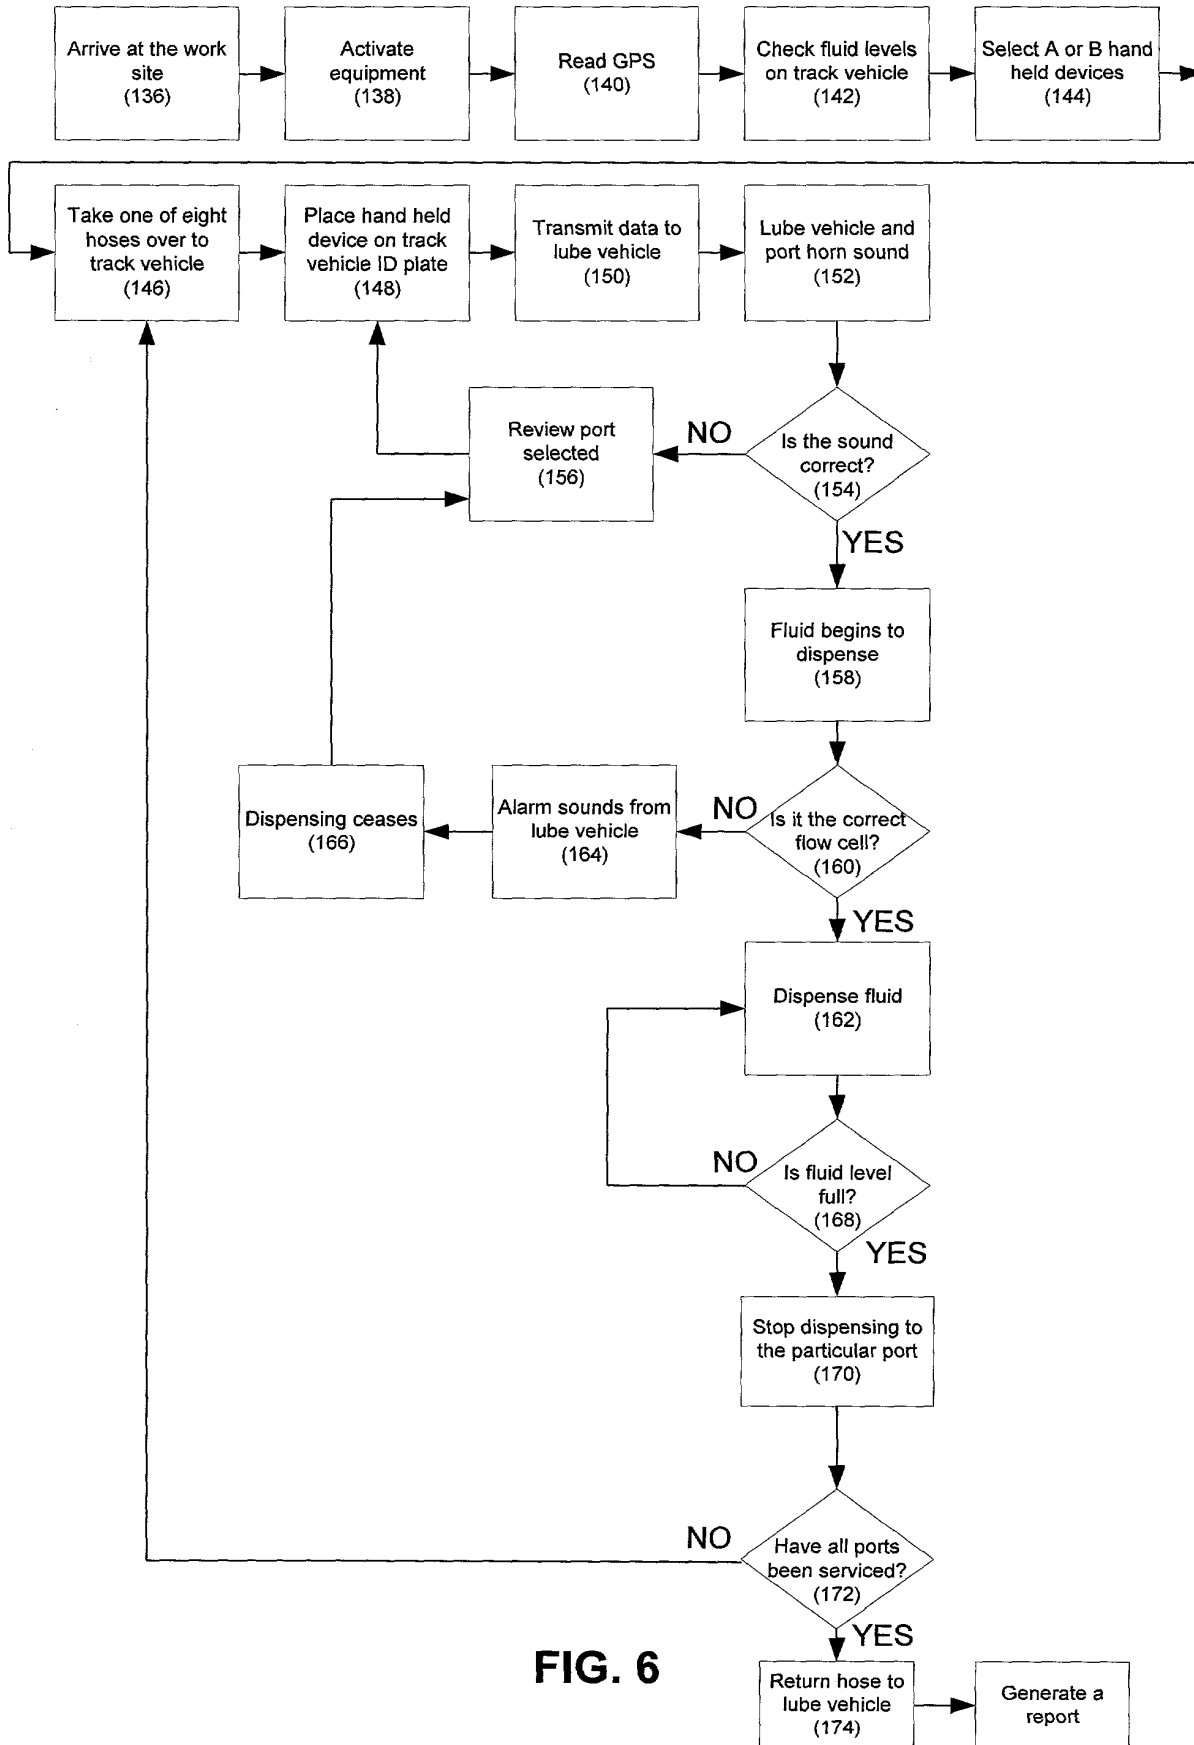 Arrive at the work
site
(136)
Activate
equipment
(138)
Read GPS
(140)
Check fluid levels
on track vehicle
(142)
Select A or B hand
held devices
(144)
Take one of eight
hoses over to
track vehicle
(146)
Place hand held
device on track
vehicle ID plate
(148)
Transmit data to
lube vehicle
(150)
Lube vehicle and
port horn sound
(152)
Is the sound
correct?
(154)
NO
Review port
selected
(156)
YES
Fluid begins to
dispense
(158)
Is it the correct
flow cell?
(160)
NO
Alarm sounds from
lube vehicle
(164)
Dispensing ceases
(166)
YES
Dispense fluid
(162)
Is fluid level
full?
(168)
NO
YES
Stop dispensing to
the particular port
(170)
Have all ports
been serviced?
(172)
NO
YES
Return hose to
lube vehicle
(174)
Generate a
report
FIG. 6